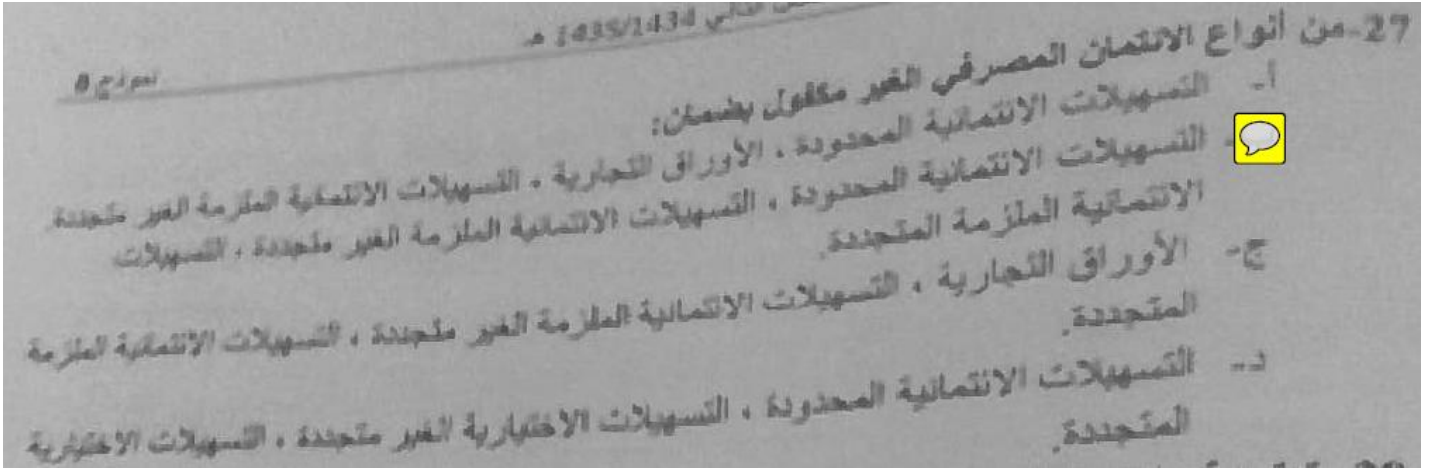 1435/1434 هـ
نموذج B
27-من أنواع الائتمان المصرفي الغير مكفول بضمان:
أ- التسهيلات الائتمانية المحدودة ، الأوراق التجارية ، التسهيلات الائتمانية الملزمة الغير متجددة.
التسهيلات الائتمانية المحدودة ، التسهيلات الائتمانية الملزمة الغير متجددة ، التسهيلات
الائتمانية الملزمة المتجددة.
ج- الأوراق التجارية ، التسهيلات الائتمانية الملزمة الغير متجددة ، التسهيلات الائتمانية الملزمة
المتجددة.
د- التسهيلات الائتمانية المحدودة ، التسهيلات الاختيارية الغير متجددة ، التسهيلات الاختيارية
المتجددة.